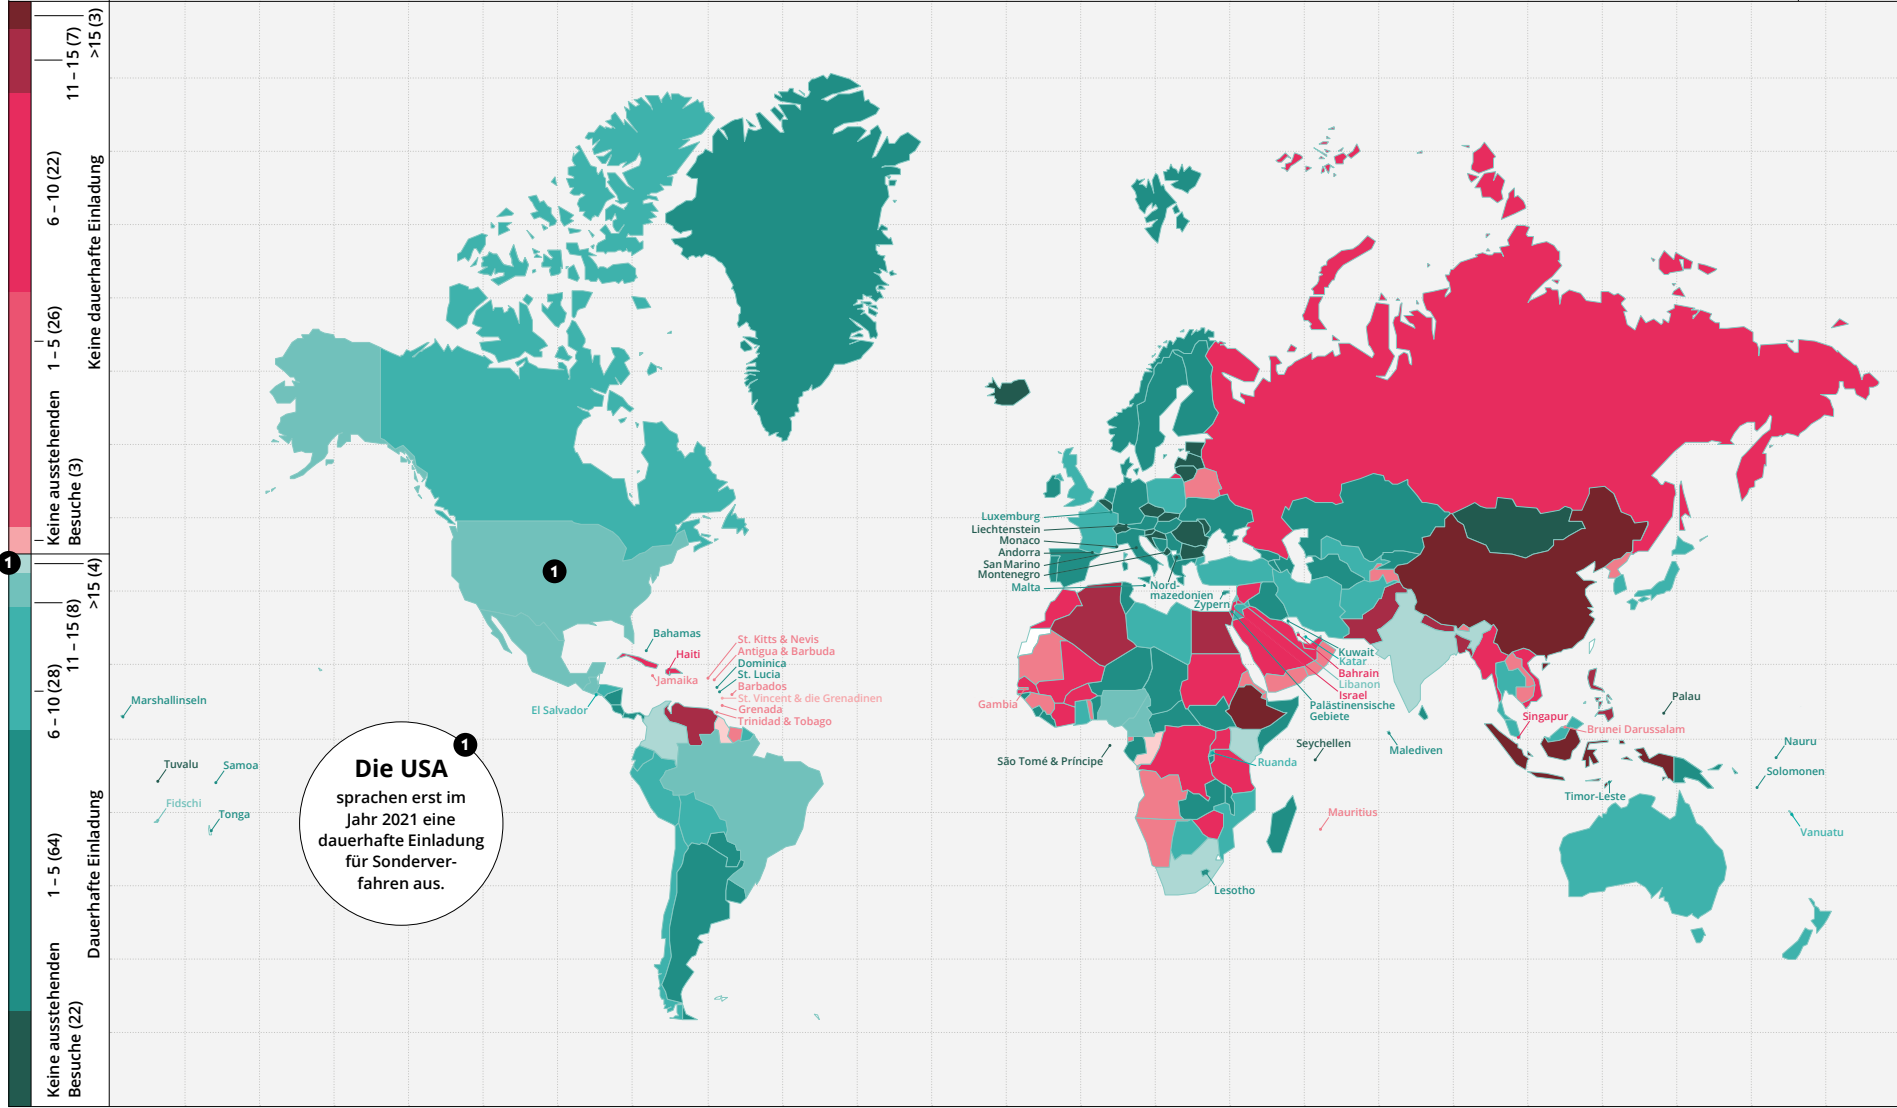 >15 (3)
11 – 15 (7)
6 – 10 (22)
1 – 5 (26)
Keine ausstehenden
Besuche (3)
Keine dauerhafte Einladung
1
>15 (4)
11 – 15 (8)
6 – 10 (28)
1 – 5 (64)
Keine ausstehenden
Besuche (22)
Dauerhafte Einladung
1
Bahamas
Haiti
Jamaika
St. Kitts & Nevis
Antigua & Barbuda
Dominica
St. Lucia
Barbados
St. Vincent & die Grenadinen
Grenada
Trinidad & Tobago
El Salvador
Marshallinseln
Tuvalu
Samoa
Fidschi
Tonga
1
Die USA
sprachen erst im
Jahr 2021 eine
dauerhafte Einladung
für Sonderver-
fahren aus.
Luxemburg
Liechtenstein
Monaco
Andorra
San Marino
Montenegro
Malta
Nord-
mazedonien
Zypern
Gambia
São Tomé & Príncipe
Kuwait
Katar
Bahrain
Libanon
Israel
Palästinensische
Gebiete
Seychellen
Ruanda
Malediven
Mauritius
Lesotho
Singapur
Brunei Darussalam
Palau
Timor-Leste
Nauru
Solomonen
Vanuatu